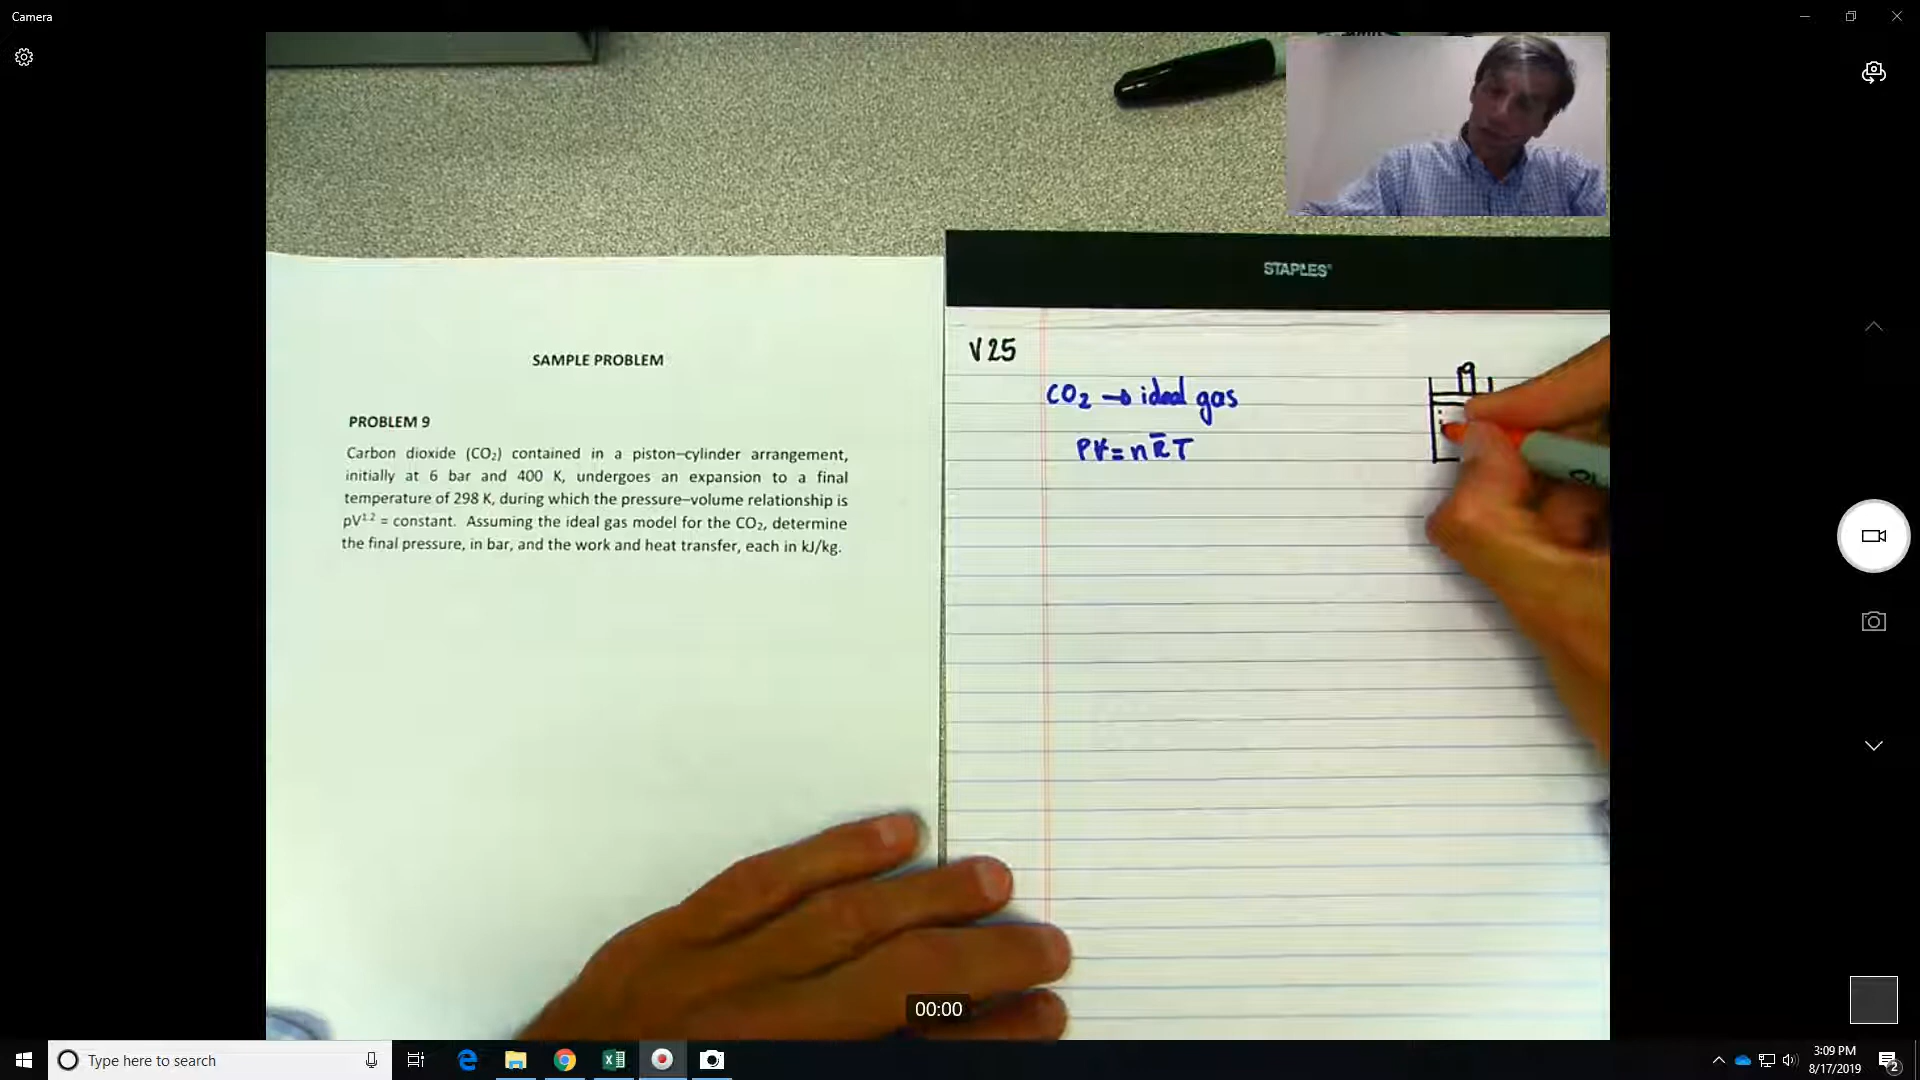 Camera
STAPLES®
SAMPLE PROBLEM
PROBLEM 9
Carbon dioxide (CO₂) contained in a piston–cylinder arrangement,
initially at 6 bar and 400 K, undergoes an expansion to a final
temperature of 298 K, during which the pressure–volume relationship is
pV¹·² = constant. Assuming the ideal gas model for the CO₂, determine
the final pressure, in bar, and the work and heat transfer, each in kJ/kg.
V25
CO₂ → ideal gas
PV = nR̄T
00:00
Type here to search
3:09 PM
8/17/2019
2